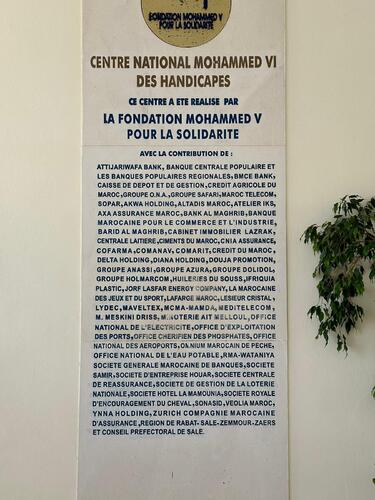 FONDATION MOHAMMED V
POUR LA SOLIDARITE
CENTRE NATIONAL MOHAMMED VI
DES HANDICAPES
CE CENTRE A ETE REALISE PAR
LA FONDATION MOHAMMED V
POUR LA SOLIDARITE
AVEC LA CONTRIBUTION DE :
ATTIJARIWAFA BANK, BANQUE CENTRALE POPULAIRE ET
LES BANQUES POPULAIRES REGIONALES, BMCE BANK,
CAISSE DE DEPOT ET DE GESTION, CREDIT AGRICOLE DU
MAROC, GROUPE O.N.A., GROUPE SAFARI, MAROC TELECOM,
SOPAR, AKWA HOLDING, ALTADIS MAROC, ATELIER IKS,
AXA ASSURANCE MAROC, BANK AL MAGHRIB, BANQUE
MAROCAINE POUR LE COMMERCE ET L'INDUSTRIE,
BARID AL MAGHRIB, CABINET IMMOBILIER LAZRAK,
CENTRALE LAITIERE, CIMENTS DU MAROC, CNIA ASSURANCE,
COFARMA, COMANAV, COMARIT, CREDIT DU MAROC,
DELTA HOLDING, DIANA HOLDING, DOUJA PROMOTION,
GROUPE ANASSI, GROUPE AZURA, GROUPE DOLIDOL,
GROUPE HOLMARCOM, HUILERIES DU SOUSS, IFRIQUIA
PLASTIC, JORF LASFAR ENERGY COMPANY, LA MAROCAINE
DES JEUX ET DU SPORT, LAFARGE MAROC, LESIEUR CRISTAL,
LYDEC, MAVELTEX, MCMA-MAMDA, MEDITELECOM,
M. MESKINI DRISS, MINOTERIE AIT MELLOUL, OFFICE
NATIONAL DE L'ELECTRICITE, OFFICE D'EXPLOITATION
DES PORTS, OFFICE CHERIFIEN DES PHOSPHATES, OFFICE
NATIONAL DES AEROPORTS, OMNIUM MAROCAIN DE PECHE,
OFFICE NATIONAL DE L'EAU POTABLE, RMA-WATANIYA
SOCIETE GENERALE MAROCAINE DE BANQUES, SOCIETE
SAMIR, SOCIETE D'ENTREPRISE HOUAR, SOCIETE CENTRALE
DE REASSURANCE, SOCIETE DE GESTION DE LA LOTERIE
NATIONALE, SOCIETE HOTEL LA MAMOUNIA, SOCIETE ROYALE
D'ENCOURAGEMENT DU CHEVAL, SONASID, VEOLIA MAROC,
YNNA HOLDING, ZURICH COMPAGNIE MAROCAINE
D'ASSURANCE, REGION DE RABAT- SALE-ZEMMOUR-ZAERS
ET CONSEIL PREFECTORAL DE SALE.